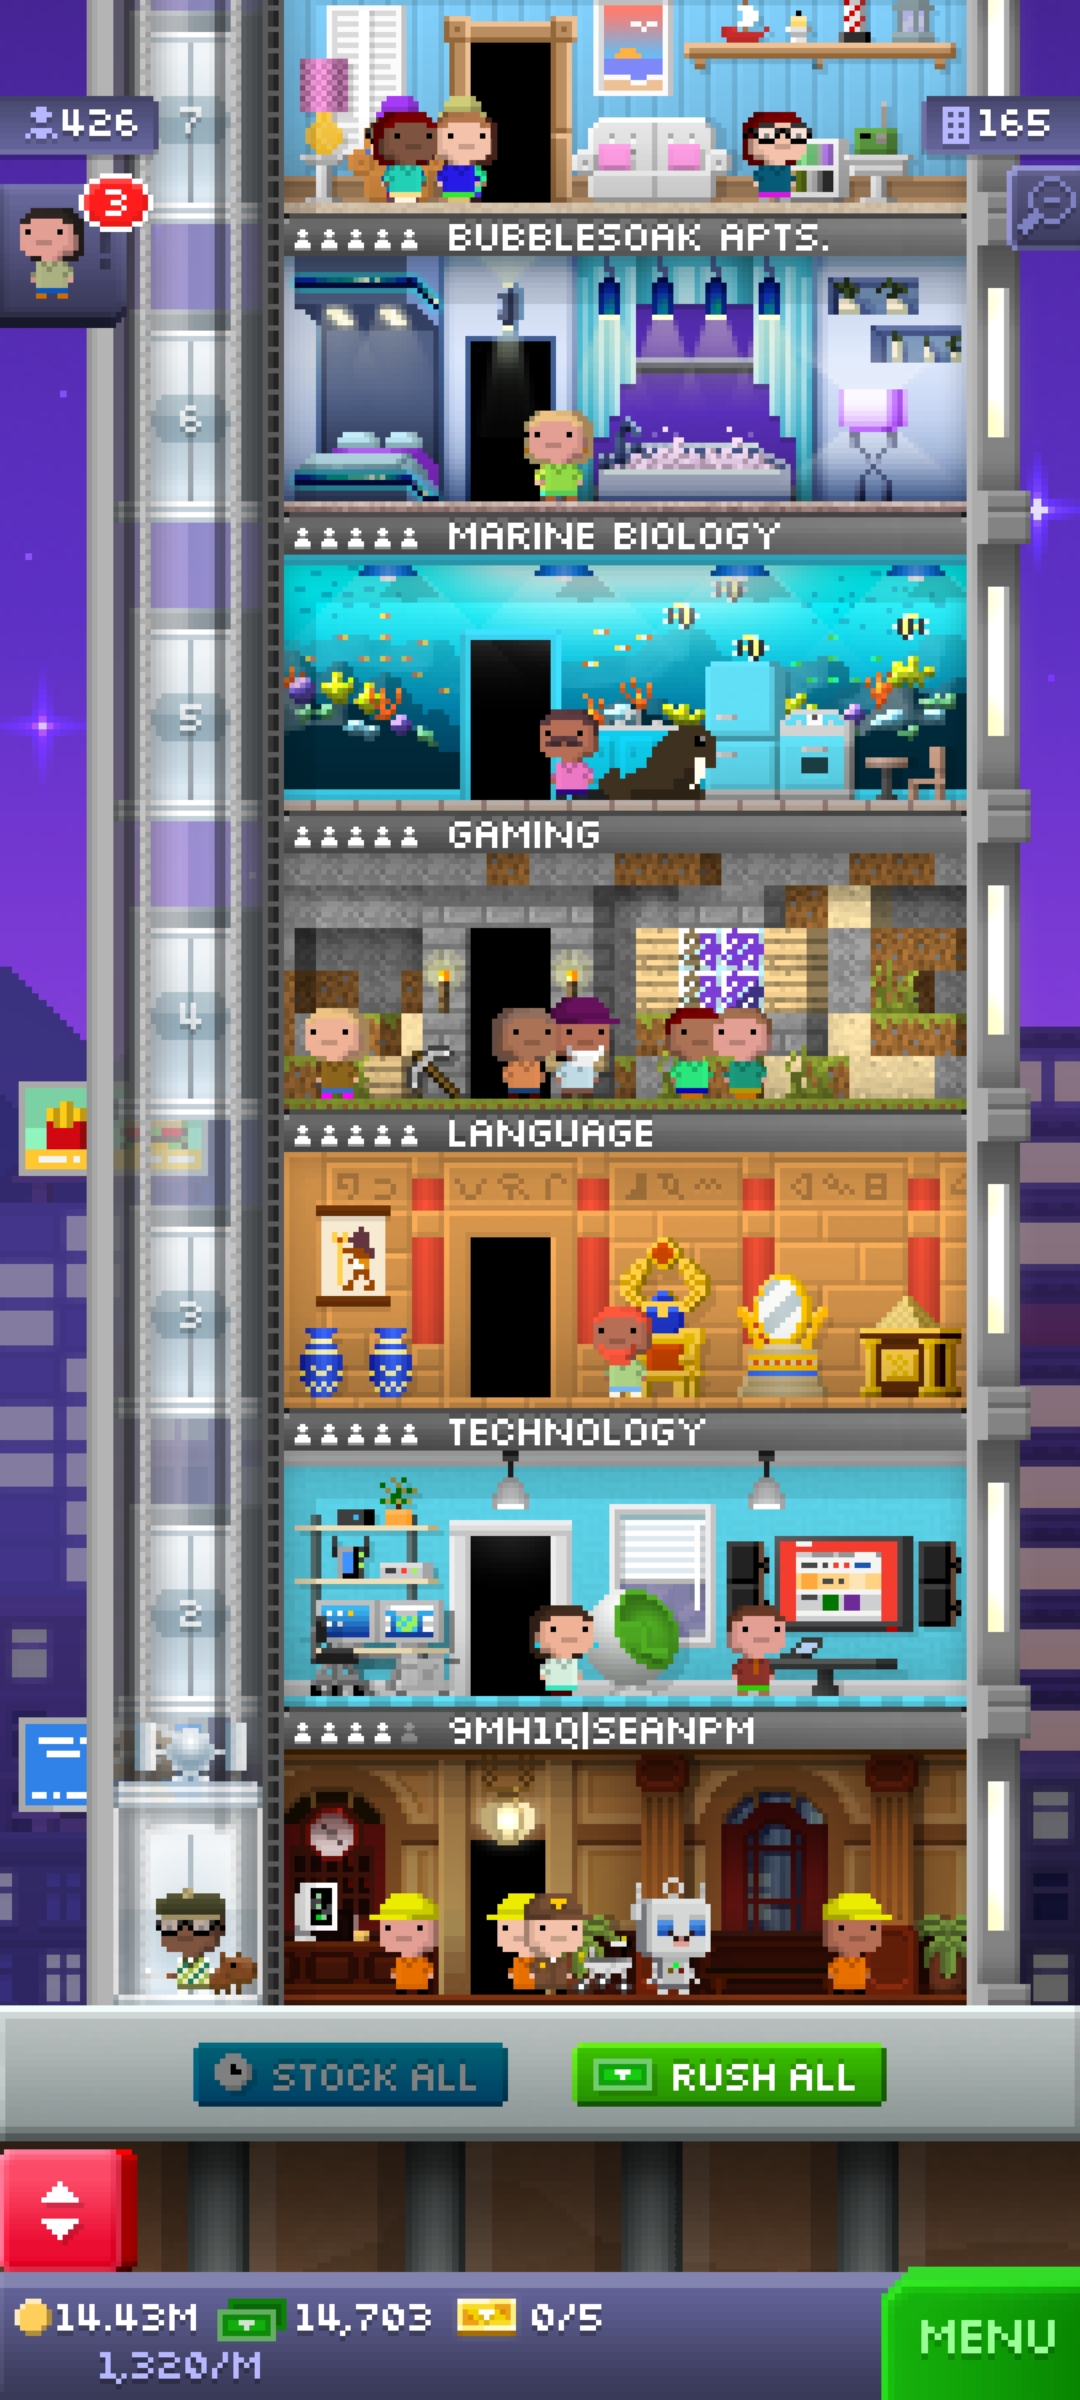 7
426
165
3
BUBBLESOAK APTS.
6
MARINE BIOLOGY
5
GAMING
4
LANGUAGE
3
TECHNOLOGY
2
9MH1Q|SEANPM
STOCK ALL
RUSH ALL
14.43M
14,703
0/5
1,320/M
MENU